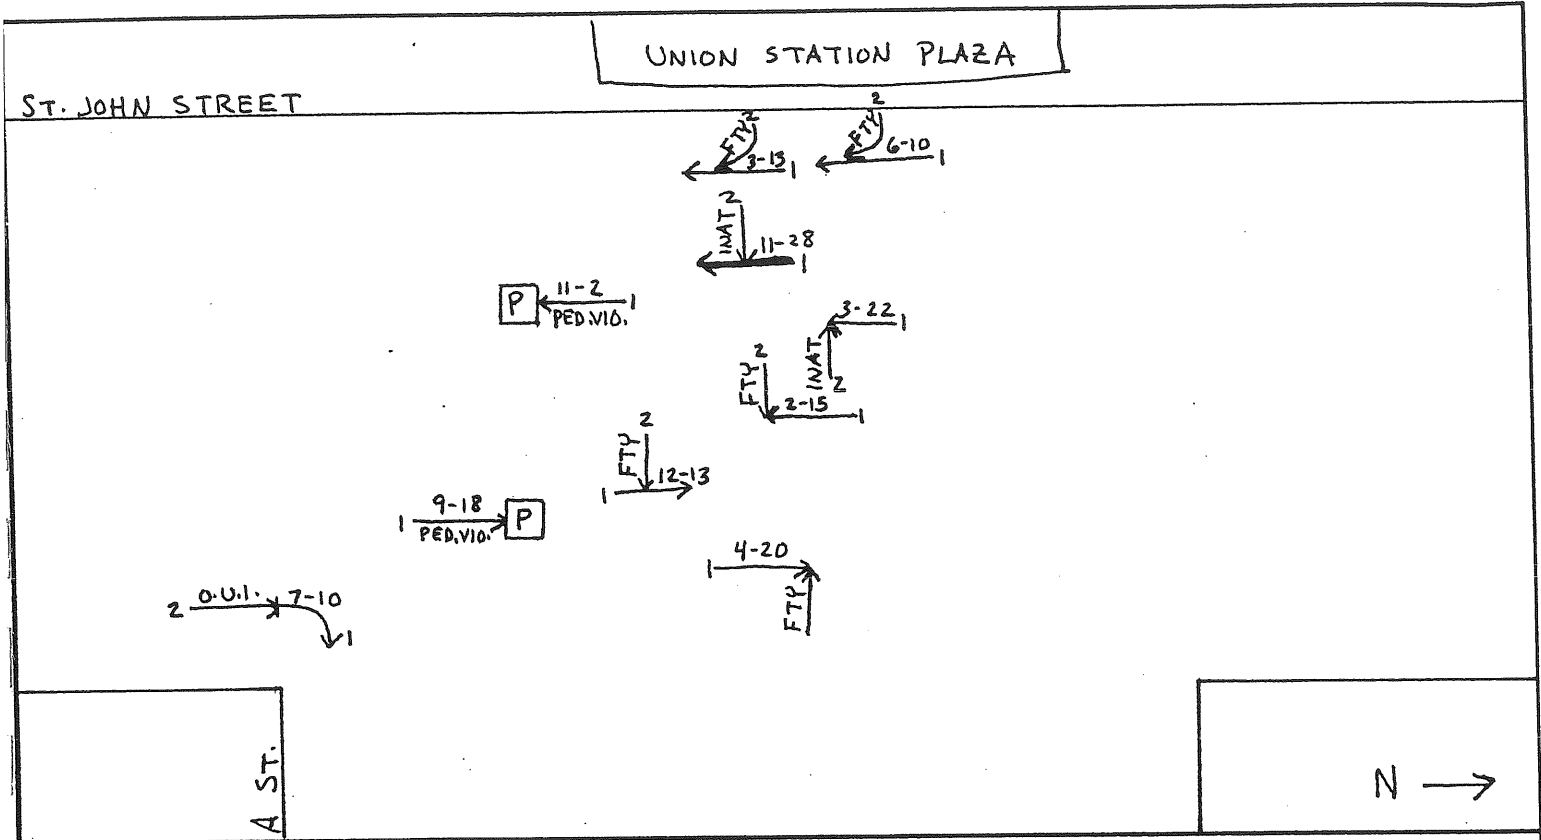 UNION STATION PLAZA
ST. JOHN STREET
2
FTY
3-13
1
2
FTY
6-10
1
2
INAT
11-28
1
P
11-2
1
PED.VIO.
3-22
1
INAT
2
2
FTY
2-15
1
2
FTY
12-13
1
9-18
1
P
PED.VIO.
4-20
1
FTY
2
O.U.I.
7-10
1
A ST.
N